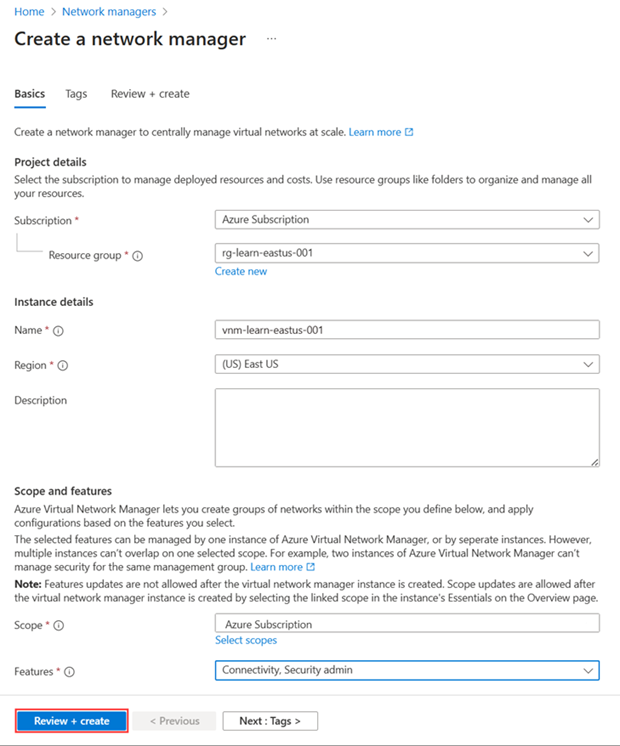 Home > Network managers >
Create a network manager ...
Basics Tags Review + create
Create a network manager to centrally manage virtual networks at scale. Learn more
Project details
Select the subscription to manage deployed resources and costs. Use resource groups like folders to organize and manage all
your resources.
Subscription * Azure Subscription
Resource group * rg-learn-eastus-001
Create new
Instance details
Name * vnm-learn-eastus-001
Region * (US) East US
Description
Scope and features
Azure Virtual Network Manager lets you create groups of networks within the scope you define below, and apply
configurations based on the features you select.
The selected features can be managed by one instance of Azure Virtual Network Manager, or by seperate instances. However,
multiple instances can't overlap on one selected scope. For example, two instances of Azure Virtual Network Manager can't
manage security for the same management group. Learn more
Note: Features updates are not allowed after the virtual network manager instance is created. Scope updates are allowed after
the virtual network manager instance is created by selecting the linked scope in the instance's Essentials on the Overview page.
Scope * Azure Subscription
Select scopes
Features * Connectivity, Security admin
Review + create < Previous Next : Tags >